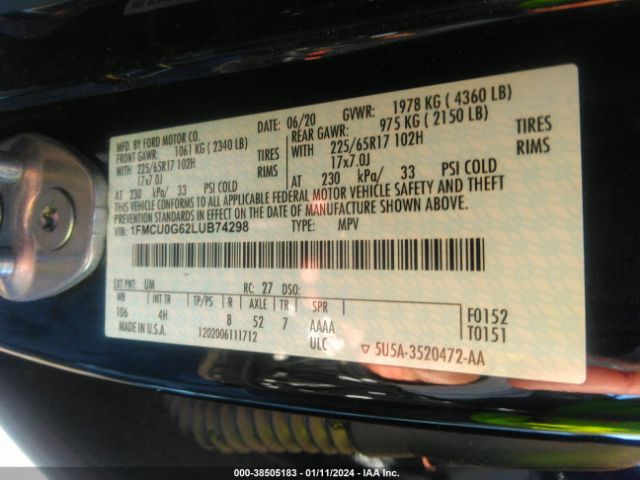 MFD. BY FORD MOTOR CO.
DATE: 06/20 GVWR: 1978 KG ( 4360 LB)
FRONT GAWR: 1061 KG ( 2340 LB)
REAR GAWR: 975 KG ( 2150 LB)
WITH 225/65R17 102H TIRES
WITH 225/65R17 102H TIRES
17x7.0J RIMS
17x7.0J RIMS
AT 230 kPa/ 33 PSI COLD
AT 230 kPa/ 33 PSI COLD
THIS VEHICLE CONFORMS TO ALL APPLICABLE FEDERAL MOTOR VEHICLE SAFETY AND THEFT
PREVENTION STANDARDS IN EFFECT ON THE DATE OF MANUFACTURE SHOWN ABOVE.
VIN: 1FMCU0G62LUB74298 TYPE: MPV
EXT PNT: UM RC: 27 DSO:
WB INT TR TP/PS R AXLE TR SPR
106 4H 8 52 7 AAAA F0152
MADE IN U.S.A. 1202006111712 ULC T0151
5U5A-3520472-AA
000-38505183 - 01/11/2024 - IAA Inc.